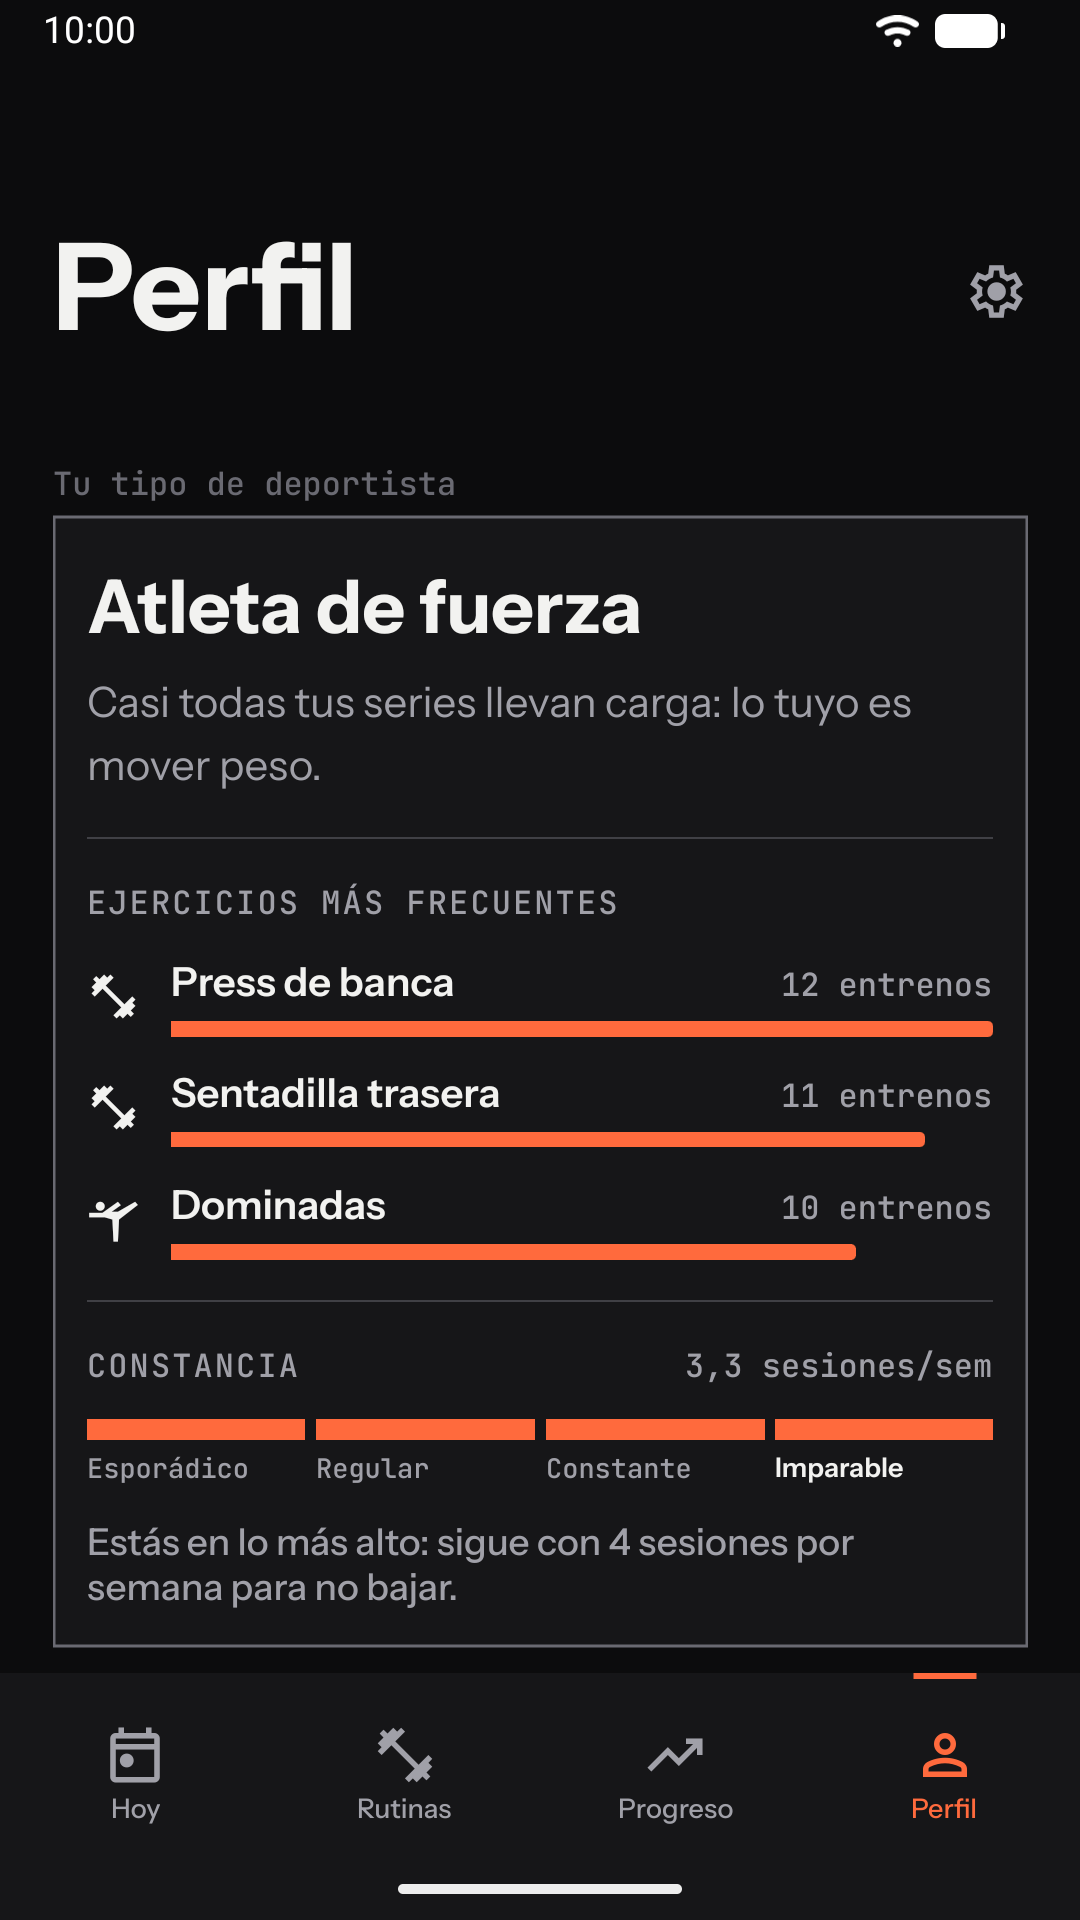 10:00
Perfil
Tu tipo de deportista
Atleta de fuerza
Casi todas tus series llevan carga: lo tuyo es
mover peso.
EJERCICIOS MÁS FRECUENTES
Press de banca 12 entrenos
Sentadilla trasera 11 entrenos
Dominadas 10 entrenos
CONSTANCIA 3,3 sesiones/sem
Esporádico Regular Constante Imparable
Estás en lo más alto: sigue con 4 sesiones por
semana para no bajar.
Hoy Rutinas Progreso Perfil